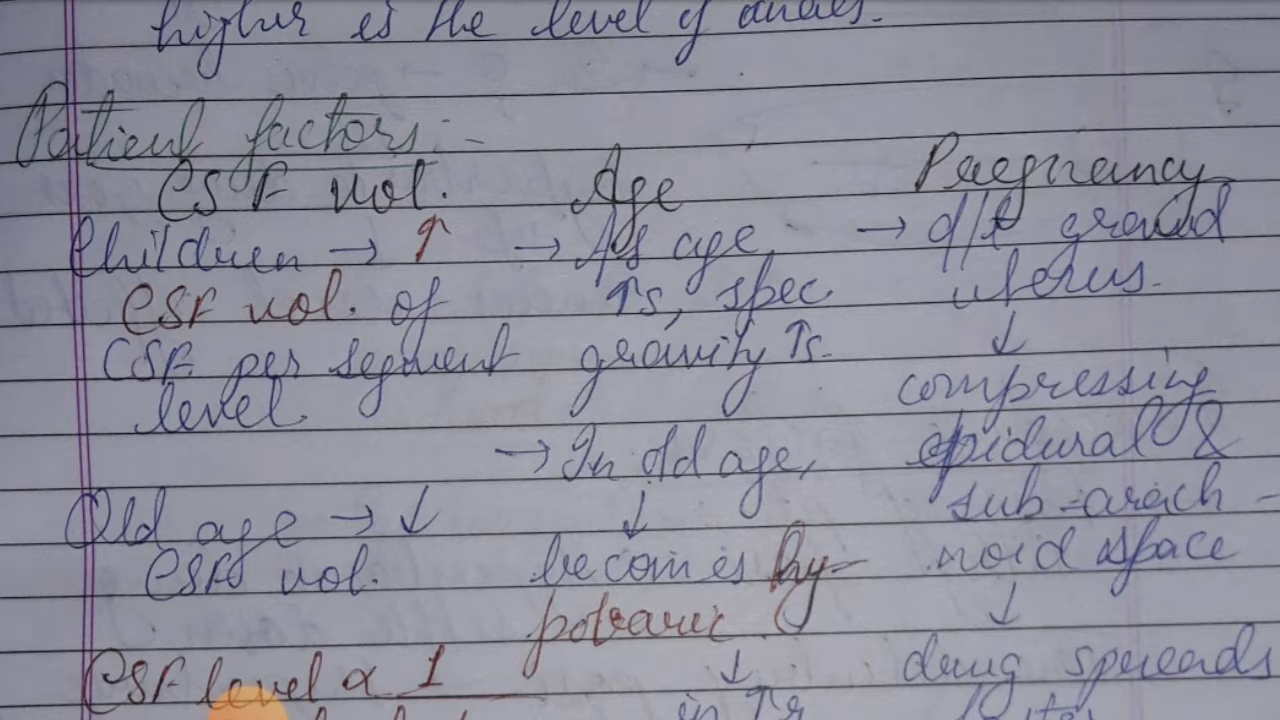 higher is the level of anaes.
Patient factors:-
CSF vol.
Children → ↑
CSF vol. of
CSF per segment
level.
Old age → ↓
CSF vol.
CSF level α 1
Age
→ As age
↑s, spec
gravity ↑s.
→ In old age,
↓
becomes hy-
pobaric.
↓
in
Pregnancy
→ d/t gravid
uterus.
↓
compressing
epidural &
sub-arach-
noid space
↓
drug spreads